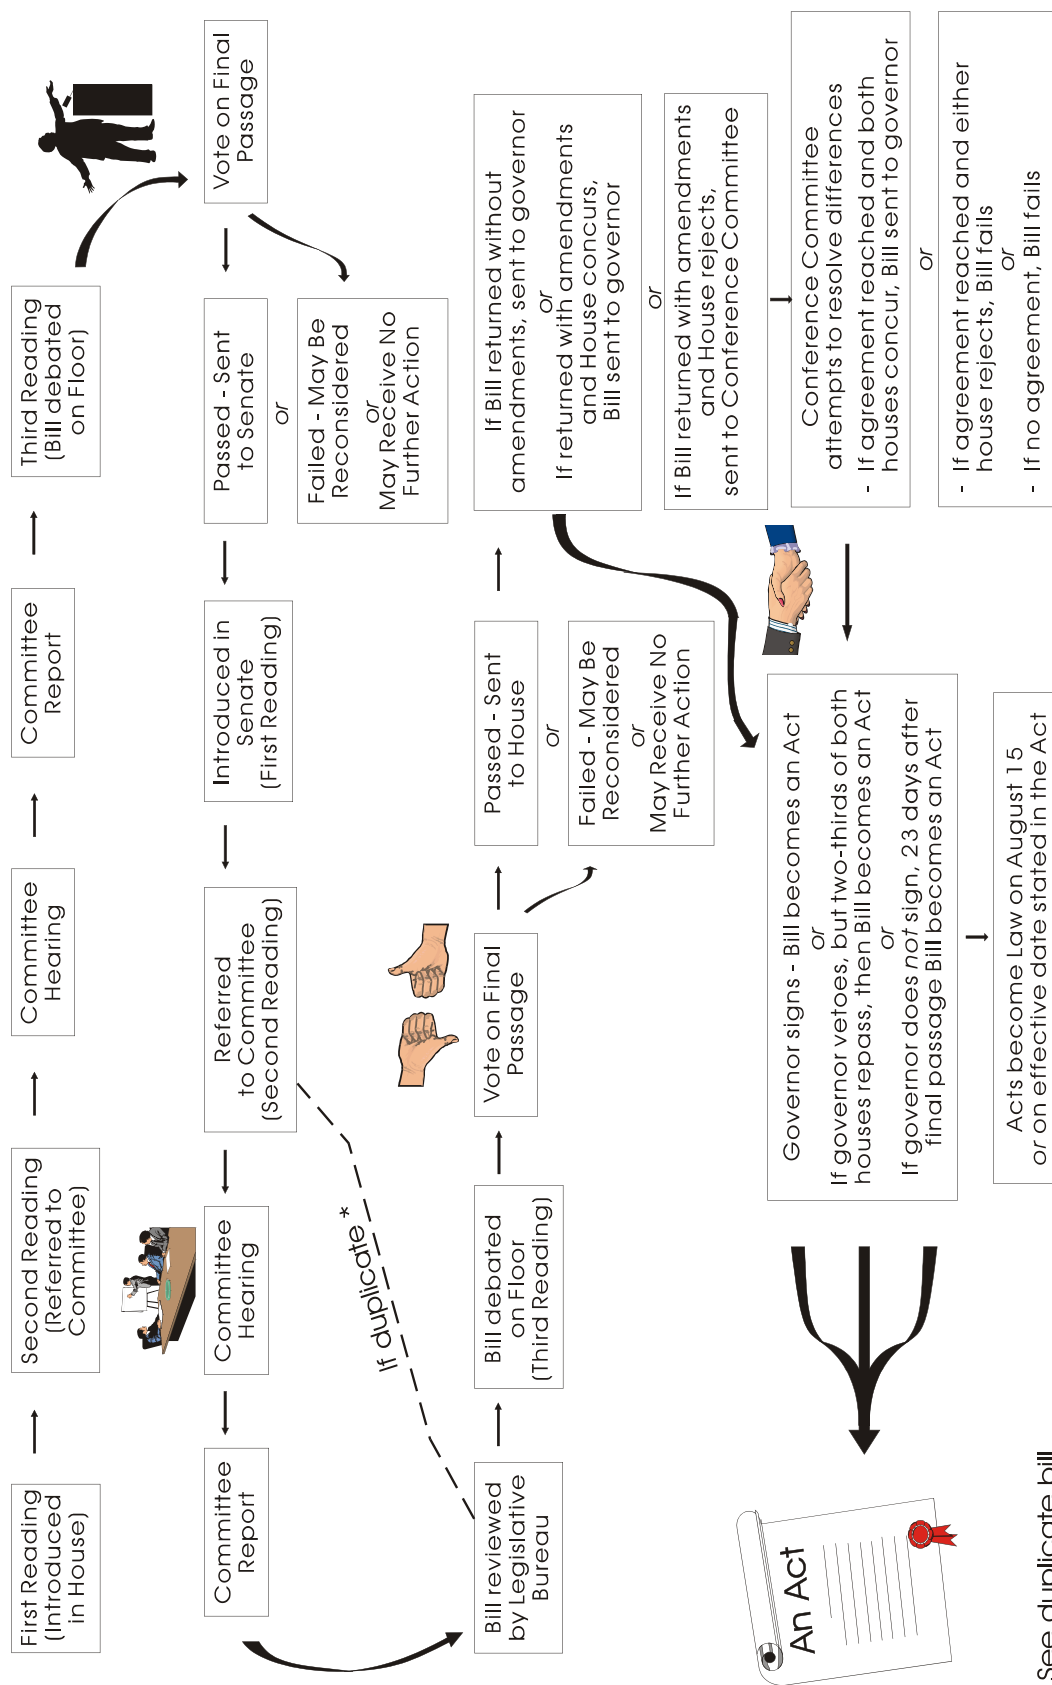 First Reading
(Introduced
in House)
Second Reading
(Referred to
Committee)
Committee
Hearing
Committee
Report
Third Reading
(Bill debated
on Floor)
Vote on Final
Passage
Passed - Sent
to Senate
or
Failed - May Be
Reconsidered
or
May Receive No
Further Action
Introduced in
Senate
(First Reading)
Referred
to Committee
(Second Reading)
Committee
Hearing
Committee
Report
If duplicate *
Bill reviewed
by Legislative
Bureau
Bill debated
on Floor
(Third Reading)
Vote on Final
Passage
Passed - Sent
to House
or
Failed - May Be
Reconsidered
or
May Receive No
Further Action
If Bill returned without
amendments, sent to governor
or
If returned with amendments
and House concurs,
Bill sent to governor
or
If Bill returned with amendments
and House rejects,
sent to Conference Committee
Conference Committee
attempts to resolve differences
- If agreement reached and both
houses concur, Bill sent to governor
or
- If agreement reached and either
house rejects, Bill fails
or
- If no agreement, Bill fails
Governor signs - Bill becomes an Act
or
If governor vetoes, but two-thirds of both
houses repass, then Bill becomes an Act
or
If governor does not sign, 23 days after
final passage Bill becomes an Act
Acts become Law on August 15
or on effective date stated in the Act
An Act
See duplicate bill